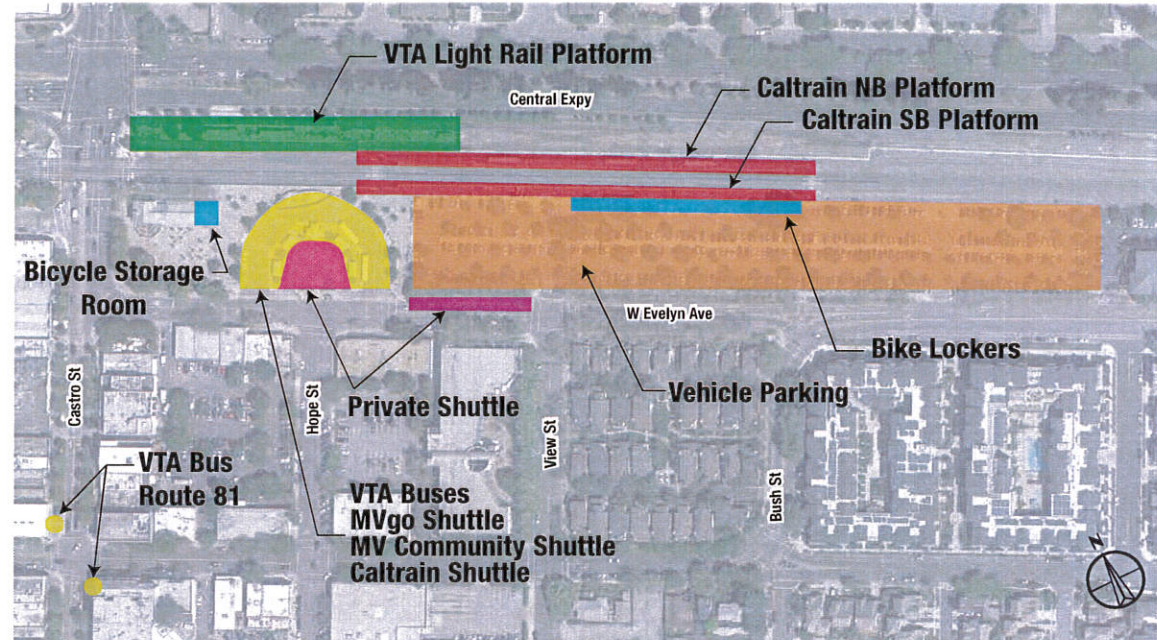 VTA Light Rail Platform
Central Expy
Caltrain NB Platform
Caltrain SB Platform
Bicycle Storage
Room
W Evelyn Ave
Bike Lockers
Private Shuttle
Vehicle Parking
Castro St
Hope St
View St
Bush St
VTA Bus
Route 81
VTA Buses
MVgo Shuttle
MV Community Shuttle
Caltrain Shuttle
N